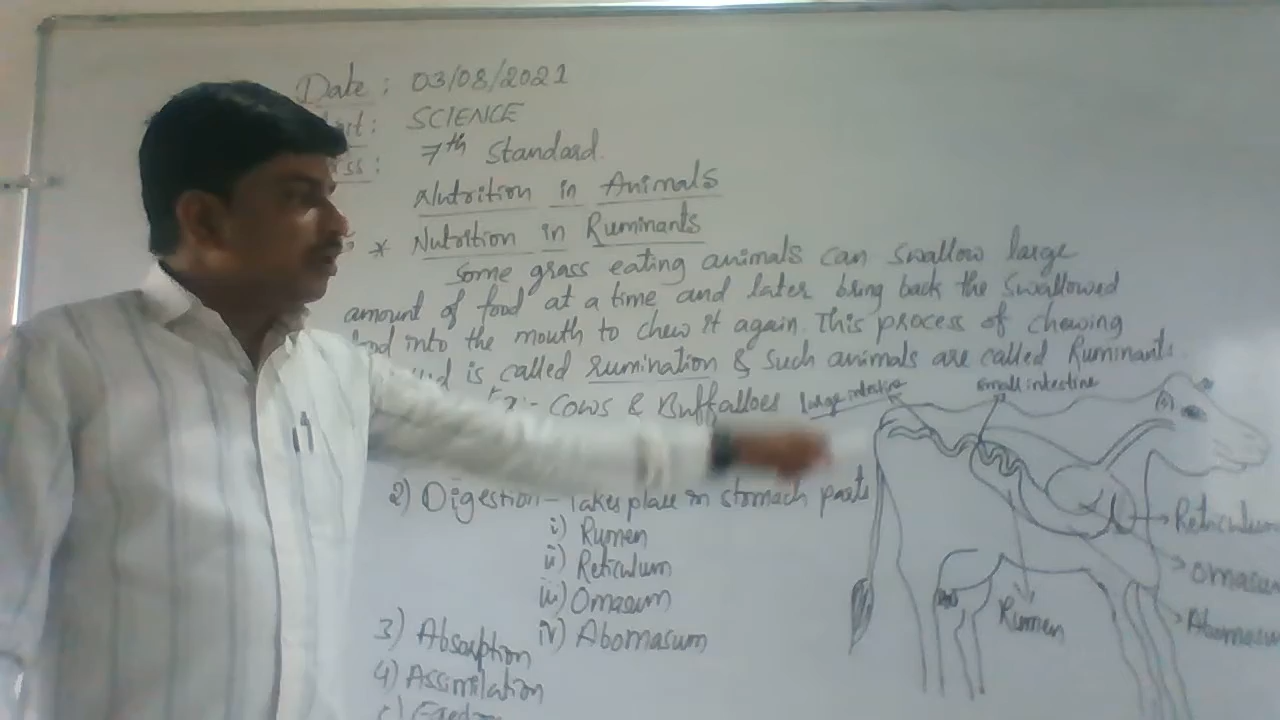 Date : 03/08/2021
SCIENCE
7th Standard.
Nutrition in Animals
* Nutrition in Ruminants
Some grass eating animals can swallow large
amount of food at a time and later bring back the swallowed
food into the mouth to chew it again. This process of chewing
is called rumination & such animals are called Ruminants.
Ex:- Cows & Buffalloes
large intestine
small intestine
2) Digestion - Takes place in stomach parts
i) Rumen
ii) Reticulum
iii) Omasum
iv) Abomasum
3) Absorption
4) Assimilation
Reticulum
Omasum
Abomasum
Rumen